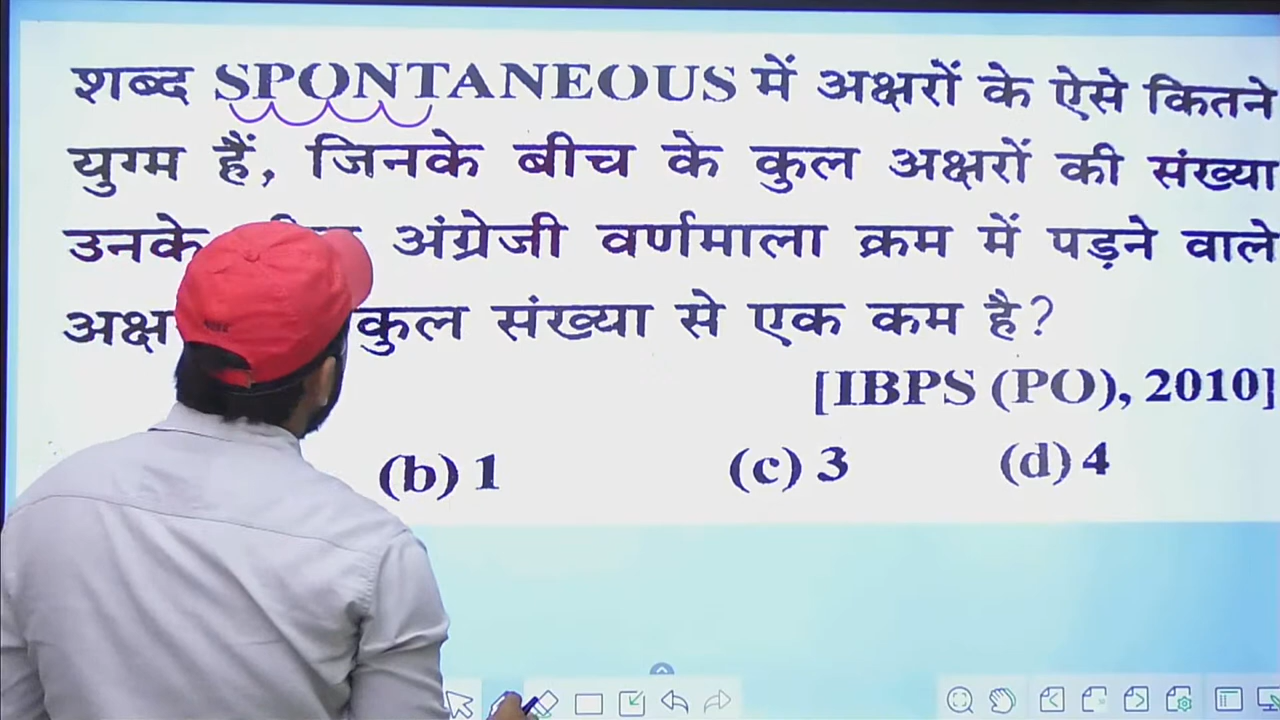 शब्द SPONTANEOUS में अक्षरों के ऐसे कितने
युग्म हैं, जिनके बीच के कुल अक्षरों की संख्या
उनके अंग्रेजी वर्णमाला क्रम में पड़ने वाले
कुल संख्या से एक कम है?
[IBPS (PO), 2010]
(b) 1 (c) 3 (d) 4